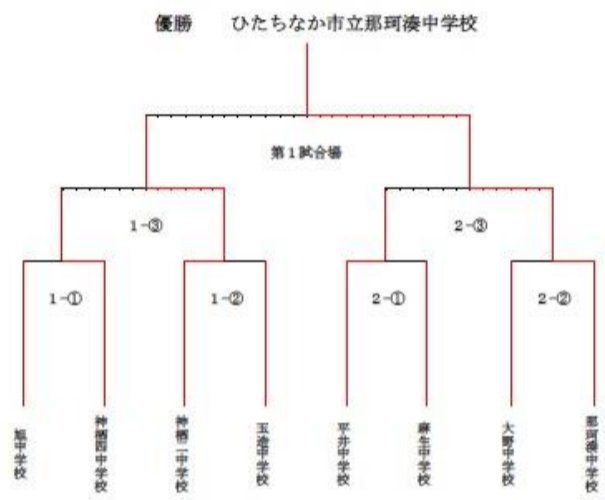 優勝　ひたちなか市立那珂湊中学校
第1試合場
1-③
2-③
1-①
1-②
2-①
2-②
旭中学校
神栖四中学校
神栖二中学校
玉造中学校
平井中学校
麻生中学校
大野中学校
那珂湊中学校